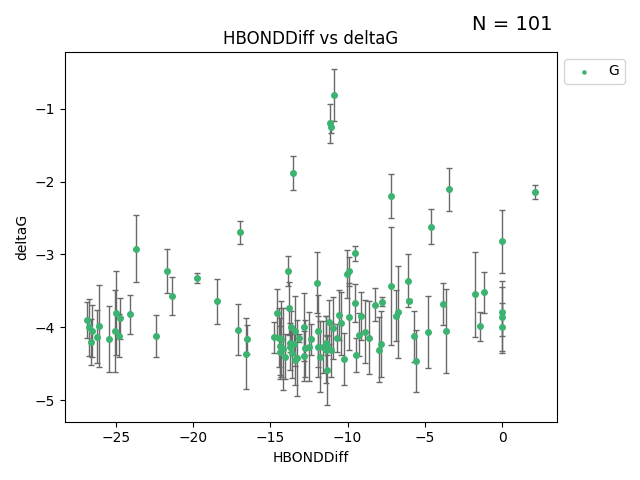 N = 101
HBONDDiff vs deltaG
G
deltaG
−1
−2
−3
−4
−5
−25
−20
−15
−10
−5
0
HBONDDiff